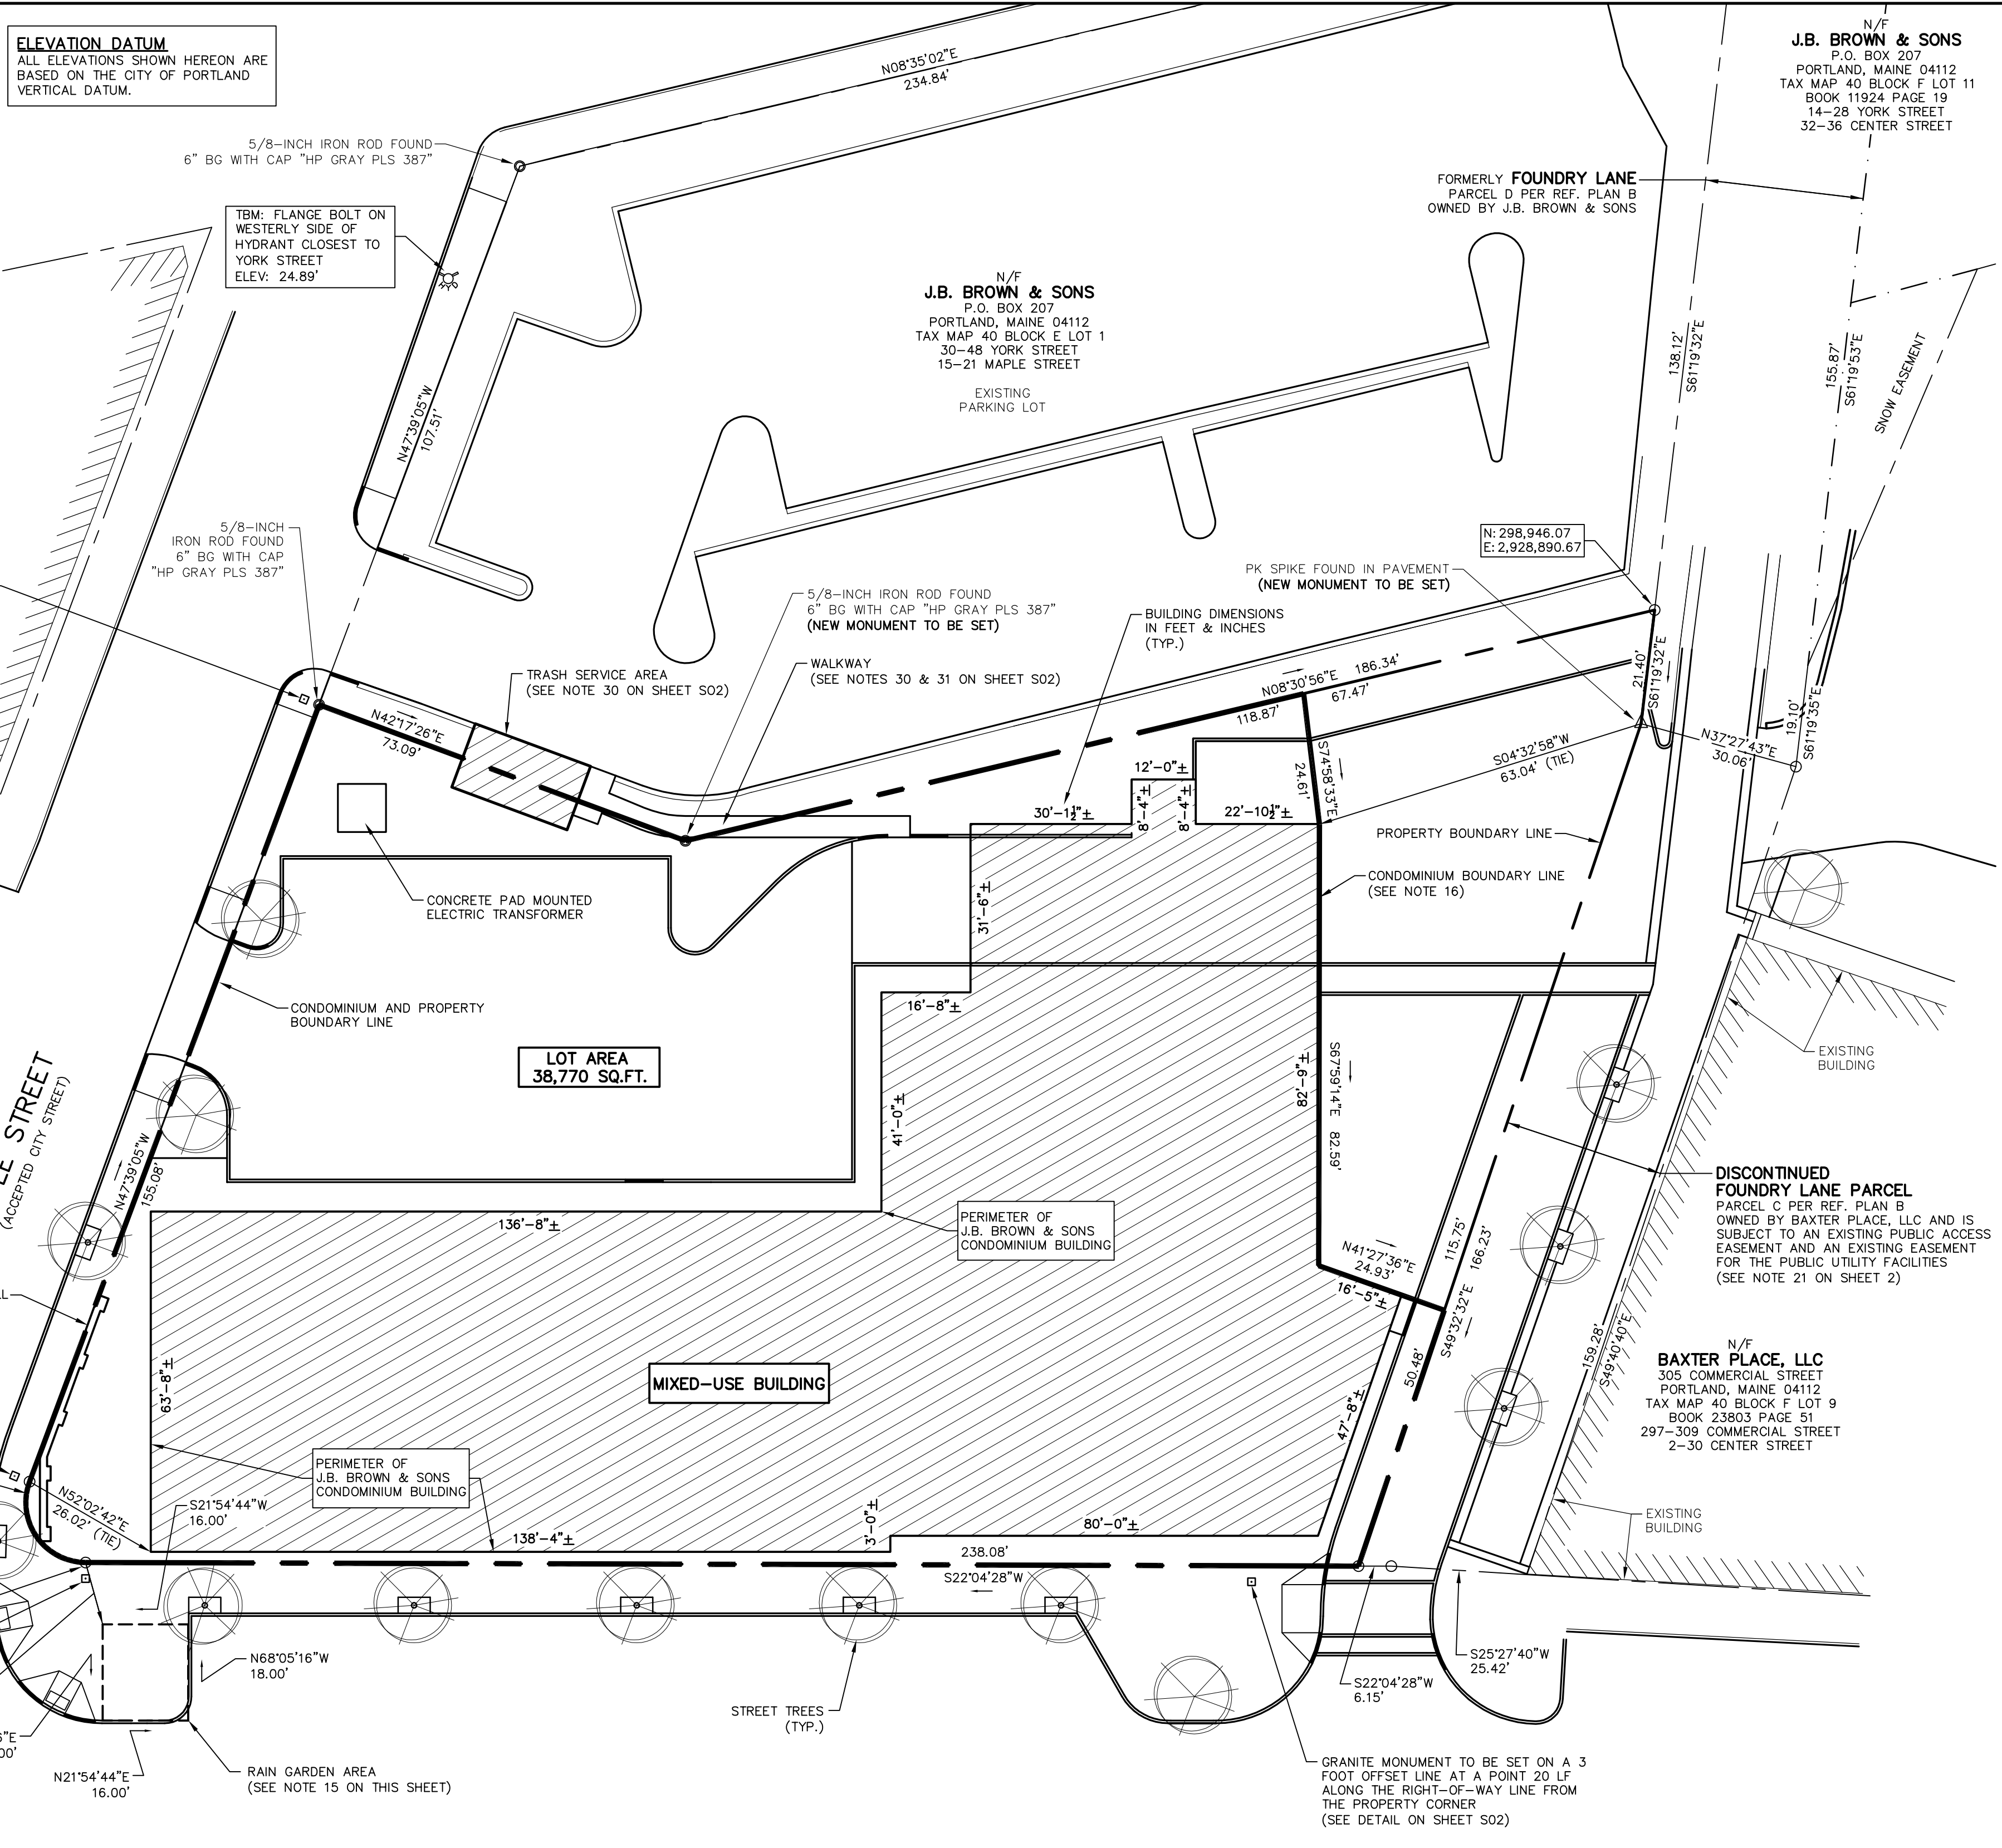 ELEVATION DATUM
ALL ELEVATIONS SHOWN HEREON ARE
BASED ON THE CITY OF PORTLAND
VERTICAL DATUM.
N08°35'02"E
234.84'
N/F
J.B. BROWN & SONS
P.O. BOX 207
PORTLAND, MAINE 04112
TAX MAP 40 BLOCK F LOT 11
BOOK 11924 PAGE 19
14-28 YORK STREET
32-36 CENTER STREET
5/8-INCH IRON ROD FOUND
6" BG WITH CAP "HP GRAY PLS 387"
FORMERLY FOUNDRY LANE
PARCEL D PER REF. PLAN B
OWNED BY J.B. BROWN & SONS
TBM: FLANGE BOLT ON
WESTERLY SIDE OF
HYDRANT CLOSEST TO
YORK STREET
ELEV: 24.89'
HYD
N/F
J.B. BROWN & SONS
P.O. BOX 207
PORTLAND, MAINE 04112
TAX MAP 40 BLOCK E LOT 1
30-48 YORK STREET
15-21 MAPLE STREET
EXISTING
PARKING LOT
138.12'
S61°19'32"E
155.87'
S61°19'53"E
SNOW EASEMENT
N47°39'05"W
107.51'
5/8-INCH
IRON ROD FOUND
6" BG WITH CAP
"HP GRAY PLS 387"
N: 298,946.07
E: 2,928,890.67
PK SPIKE FOUND IN PAVEMENT
(NEW MONUMENT TO BE SET)
5/8-INCH IRON ROD FOUND
6" BG WITH CAP "HP GRAY PLS 387"
(NEW MONUMENT TO BE SET)
BUILDING DIMENSIONS
IN FEET & INCHES
(TYP.)
TRASH SERVICE AREA
(SEE NOTE 30 ON SHEET S02)
WALKWAY
(SEE NOTES 30 & 31 ON SHEET S02)
N42°17'26"E
73.09'
N08°30'56"E 186.34'
118.87'
67.47'
21.40'
S61°19'32"E
N37°27'43"E
30.06'
19.10'
S61°19'35"E
S74°58'33"E
24.61'
S04°32'58"W
63.04' (TIE)
12'-0"±
30'-1½"±
8'-4"±
8'-4"±
22'-10½"±
PROPERTY BOUNDARY LINE
CONDOMINIUM BOUNDARY LINE
(SEE NOTE 16)
CONCRETE PAD MOUNTED
ELECTRIC TRANSFORMER
31'-6"±
16'-8"±
CONDOMINIUM AND PROPERTY
BOUNDARY LINE
LOT AREA
38,770 SQ.FT.
EXISTING
BUILDING
S67°59'14"E 82.59'
82'-9"±
41'-0"±
STREET
(ACCEPTED CITY STREET)
N47°39'05"W
155.08'
136'-8"±
PERIMETER OF
J.B. BROWN & SONS
CONDOMINIUM BUILDING
DISCONTINUED
FOUNDRY LANE PARCEL
PARCEL C PER REF. PLAN B
OWNED BY BAXTER PLACE, LLC AND IS
SUBJECT TO AN EXISTING PUBLIC ACCESS
EASEMENT AND AN EXISTING EASEMENT
FOR THE PUBLIC UTILITY FACILITIES
(SEE NOTE 21 ON SHEET 2)
N41°27'36"E
24.93'
16'-5"±
115.75'
S49°32'32"E 166.23'
50.48'
159.28'
S49°40'40"E
N/F
BAXTER PLACE, LLC
305 COMMERCIAL STREET
PORTLAND, MAINE 04112
TAX MAP 40 BLOCK F LOT 9
BOOK 23803 PAGE 51
297-309 COMMERCIAL STREET
2-30 CENTER STREET
MIXED-USE BUILDING
63'-8"±
47'-8"±
PERIMETER OF
J.B. BROWN & SONS
CONDOMINIUM BUILDING
N52°02'42"E
26.02' (TIE)
S21°54'44"W
16.00'
EXISTING
BUILDING
138'-4"±
3'-0"±
80'-0"±
238.08'
S22°04'28"W
N68°05'16"W
18.00'
S25°27'40"W
25.42'
S22°04'28"W
6.15'
STREET TREES
(TYP.)
N21°54'44"E
16.00'
RAIN GARDEN AREA
(SEE NOTE 15 ON THIS SHEET)
GRANITE MONUMENT TO BE SET ON A 3
FOOT OFFSET LINE AT A POINT 20 LF
ALONG THE RIGHT-OF-WAY LINE FROM
THE PROPERTY CORNER
(SEE DETAIL ON SHEET S02)